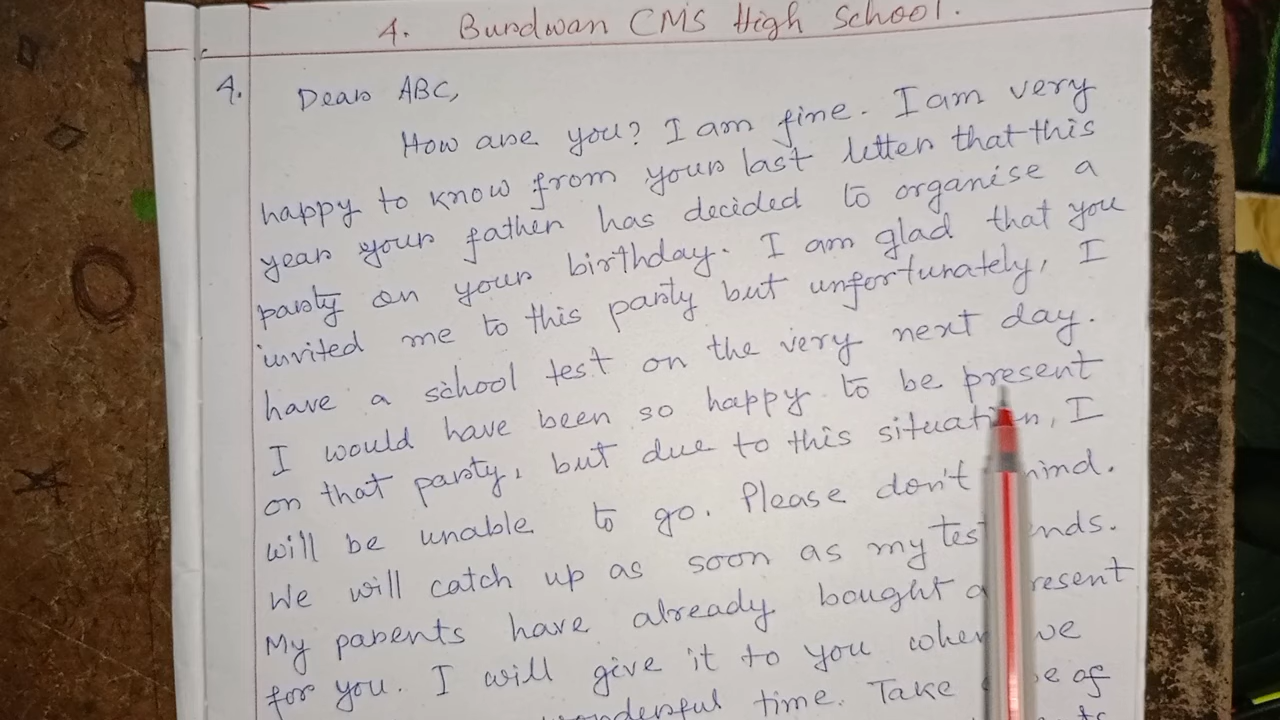 4. Burdwan CMS High School.
4. Dear ABC,
How are you? I am fine. I am very
happy to know from your last letter that this
year your father has decided to organise a
party on your birthday. I am glad that you
invited me to this party but unfortunately, I
have a school test on the very next day.
I would have been so happy to be present
on that party, but due to this situation, I
will be unable to go. Please don't mind.
We will catch up as soon as my test ends.
My parents have already bought a present
for you. I will give it to you when we
wonderful time. Take care of